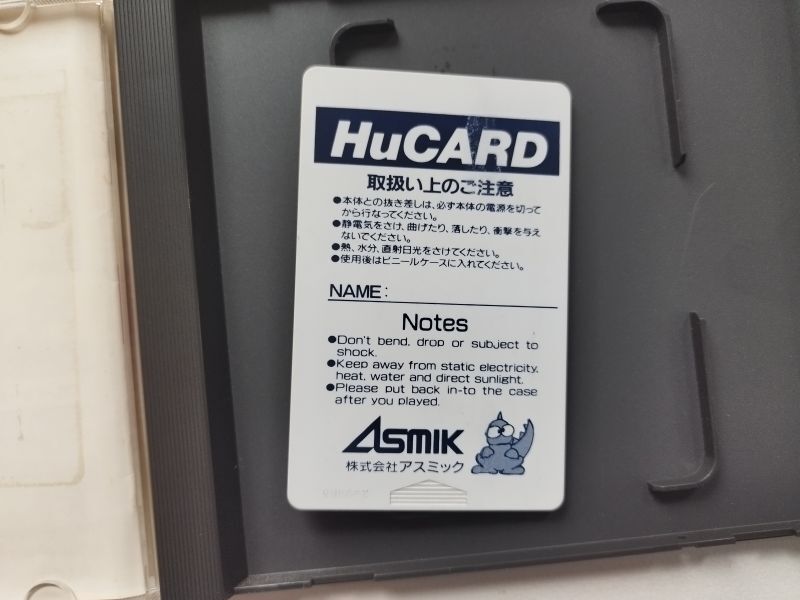 HuCARD
取扱い上のご注意
●本体との抜き差しは、必ず本体の電源を切って
から行なってください。
●静電気をさけ、曲げたり、落したり、衝撃を与え
ないでください。
●熱、水分、直射日光をさけてください。
●使用後はビニールケースに入れてください。
NAME:
Notes
●Don't bend, drop or subject to
shock.
●Keep away from static electricity,
heat, water and direct sunlight.
●Please put back in-to the case
after you played.
ASMIK
株式会社アスミック